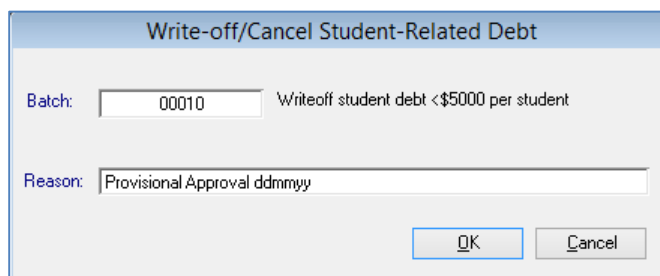 Write-off/Cancel Student-Related Debt
Batch: 00010 Writeoff student debt <$5000 per student
Reason: Provisional Approval ddmmyy
OK Cancel